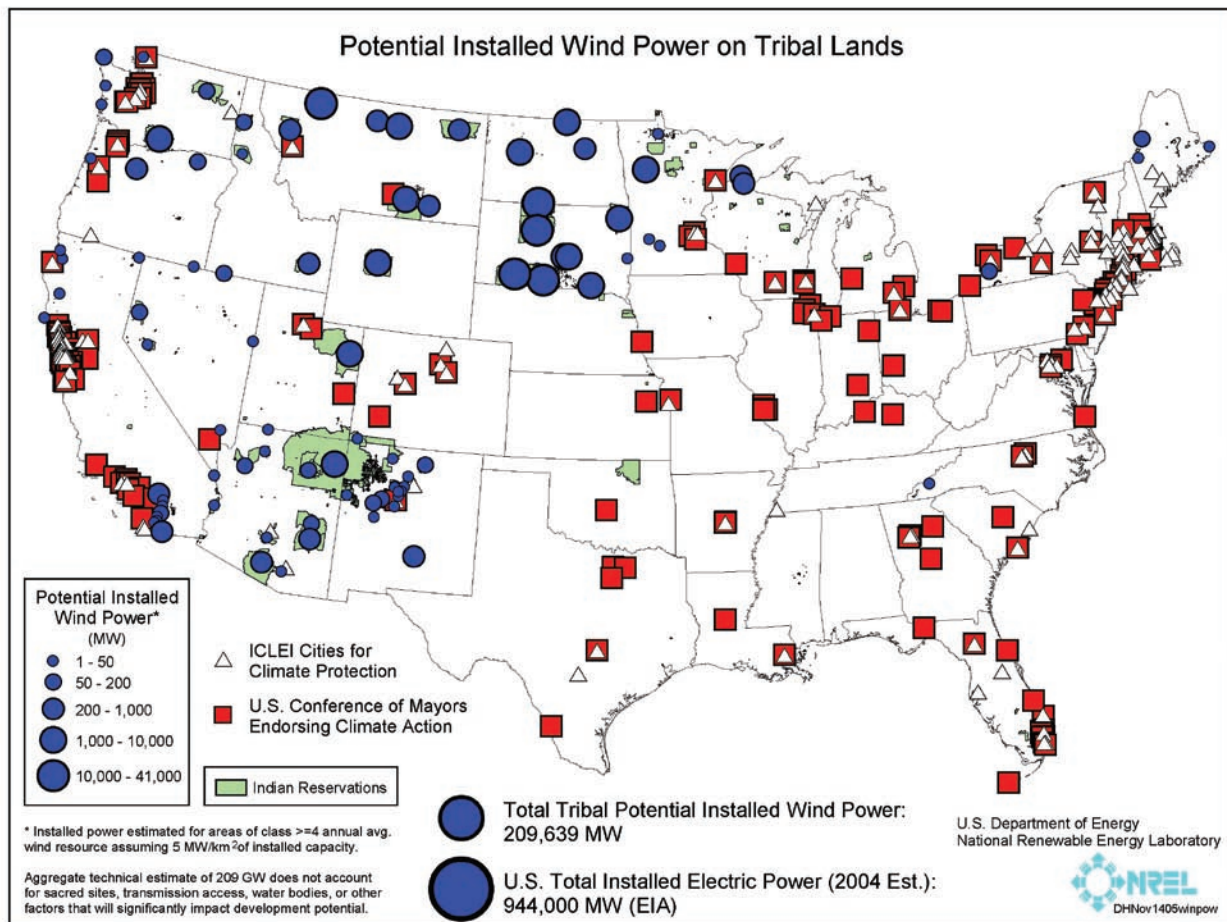 Potential Installed Wind Power on Tribal Lands
Potential Installed
Wind Power*
(MW)
1 - 50
50 - 200
200 - 1,000
1,000 - 10,000
10,000 - 41,000
ICLEI Cities for
Climate Protection
U.S. Conference of Mayors
Endorsing Climate Action
Indian Reservations
* Installed power estimated for areas of class >=4 annual avg.
wind resource assuming 5 MW/km² of installed capacity.
Aggregate technical estimate of 209 GW does not account
for sacred sites, transmission access, water bodies, or other
factors that will significantly impact development potential.
Total Tribal Potential Installed Wind Power:
209,639 MW
U.S. Total Installed Electric Power (2004 Est.):
944,000 MW (EIA)
U.S. Department of Energy
National Renewable Energy Laboratory
NREL
DHNov1405winpow